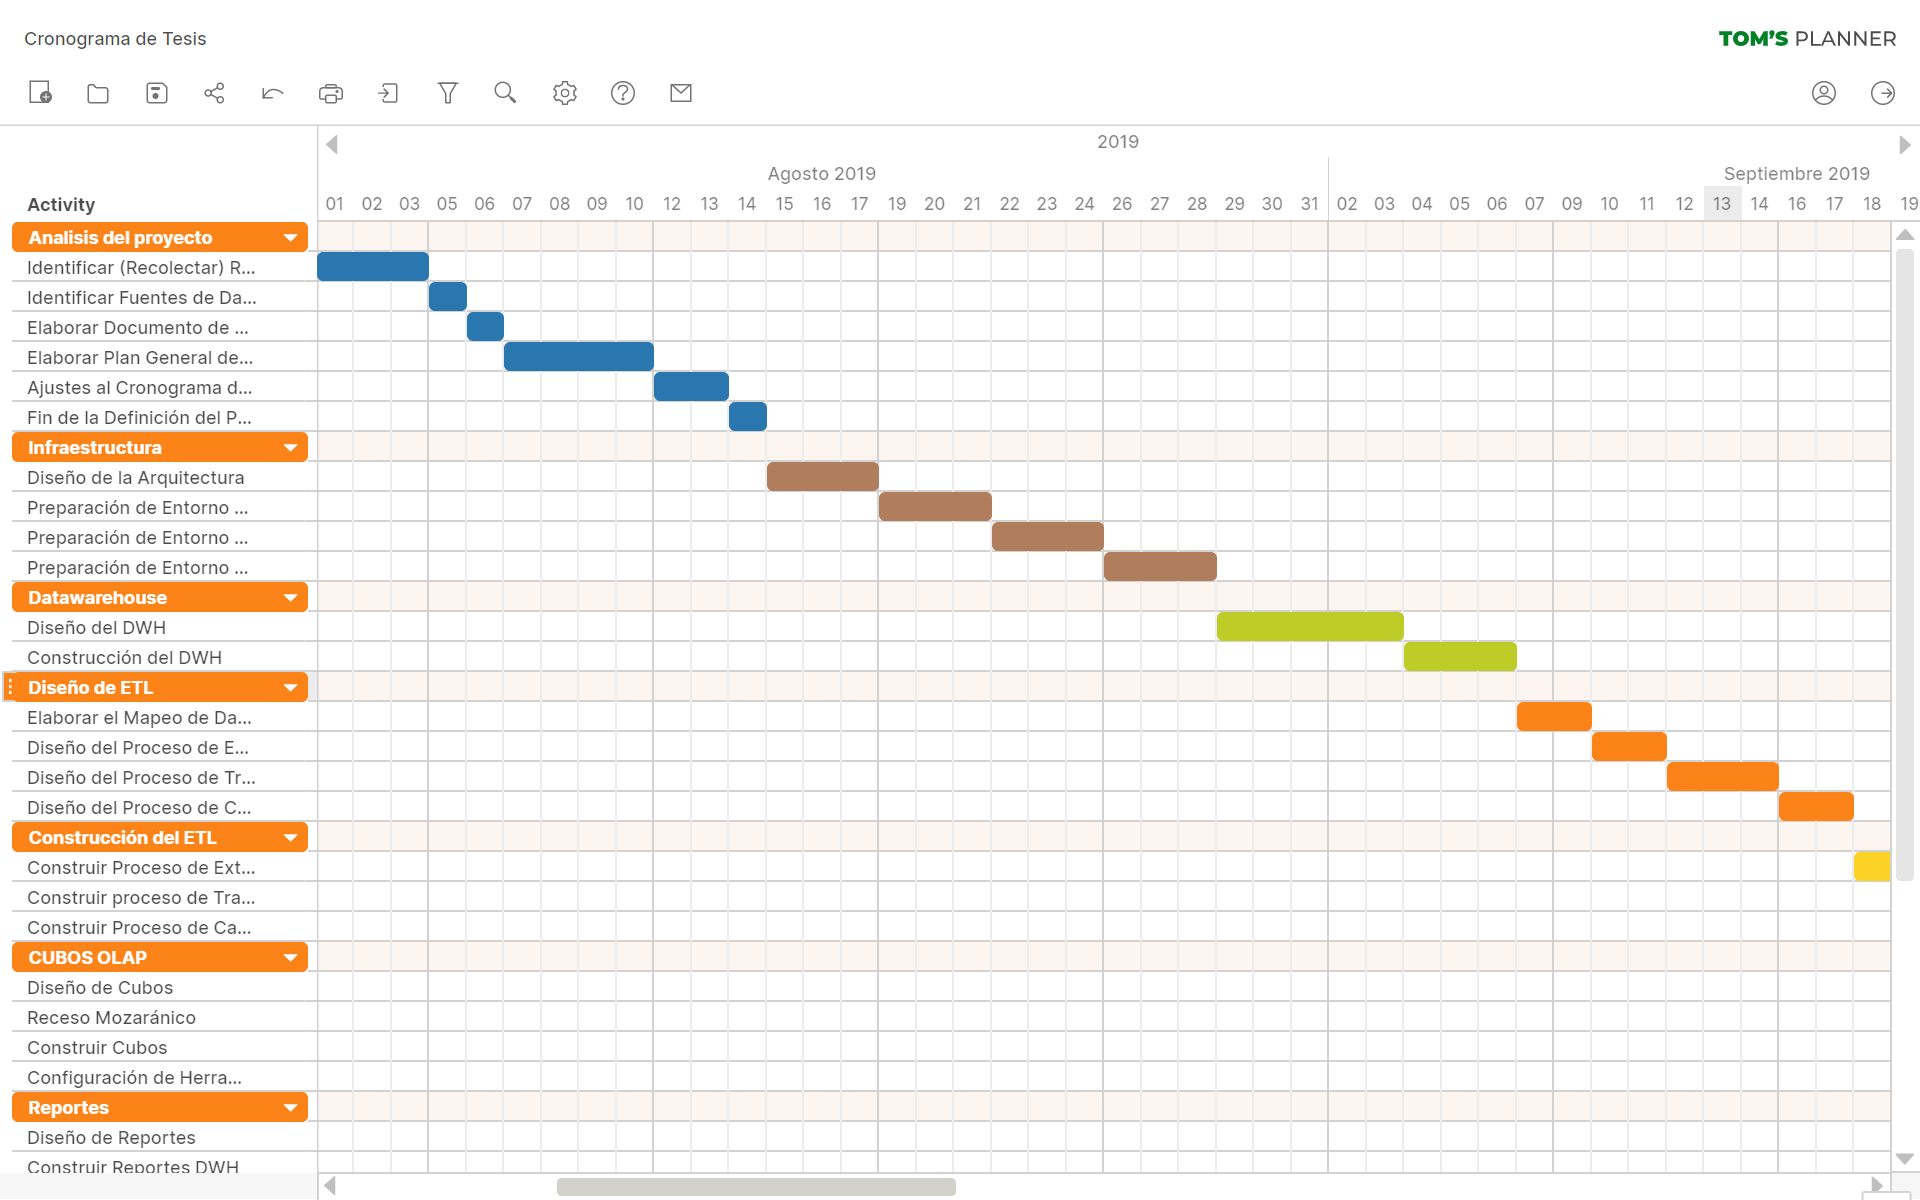 Cronograma de Tesis
TOM'S PLANNER
2019
Agosto 2019
Septiembre 2019
Activity
01 02 03 05 06 07 08 09 10 12 13 14 15 16 17 19 20 21 22 23 24 26 27 28 29 30 31 02 03 04 05 06 07 09 10 11 12 13 14 16 17 18 19
Analisis del proyecto
Identificar (Recolectar) R...
Identificar Fuentes de Da...
Elaborar Documento de ...
Elaborar Plan General de...
Ajustes al Cronograma d...
Fin de la Definición del P...
Infraestructura
Diseño de la Arquitectura
Preparación de Entorno ...
Preparación de Entorno ...
Preparación de Entorno ...
Datawarehouse
Diseño del DWH
Construcción del DWH
Diseño de ETL
Elaborar el Mapeo de Da...
Diseño del Proceso de E...
Diseño del Proceso de Tr...
Diseño del Proceso de C...
Construcción del ETL
Construir Proceso de Ext...
Construir proceso de Tra...
Construir Proceso de Ca...
CUBOS OLAP
Diseño de Cubos
Receso Mozaránico
Construir Cubos
Configuración de Herra...
Reportes
Diseño de Reportes
Construir Reportes DWH